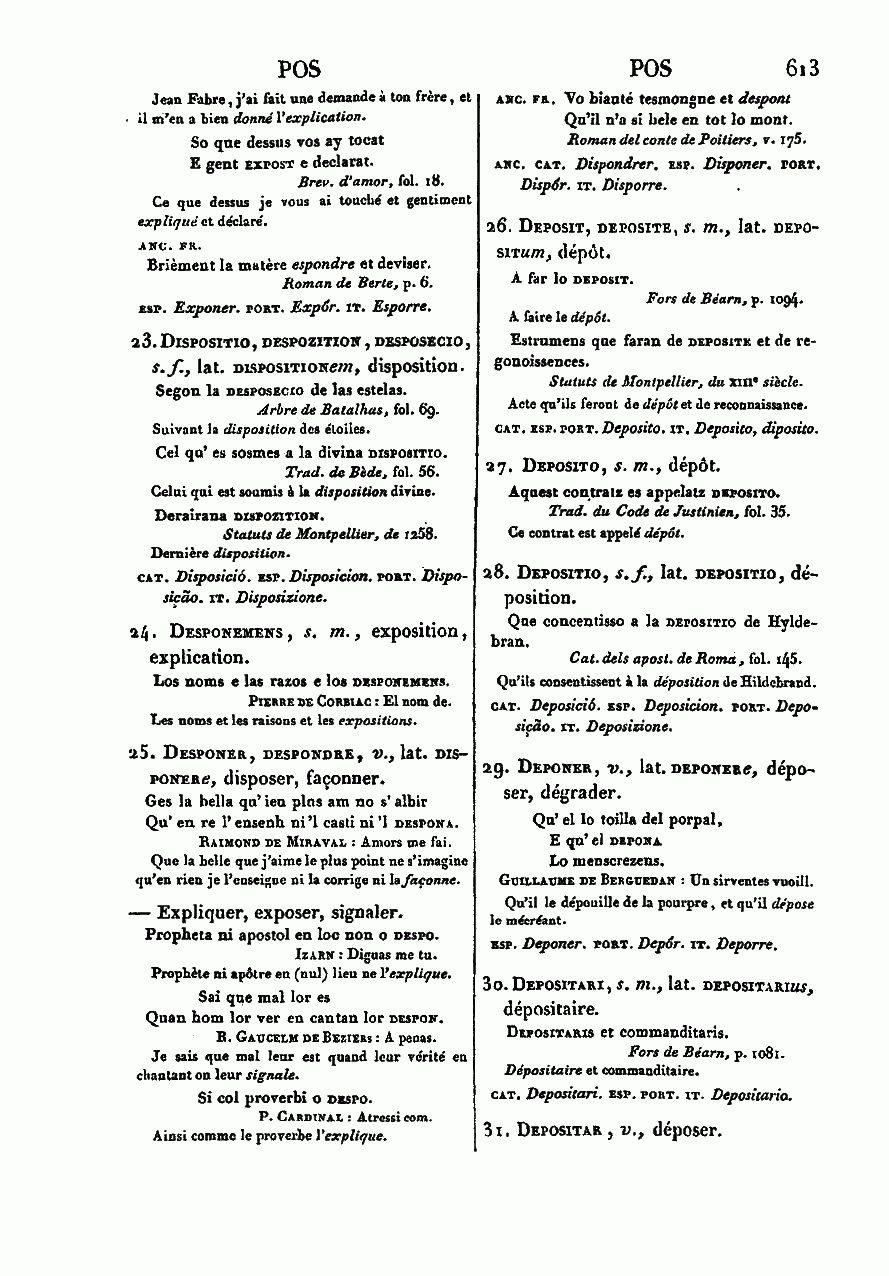 POS
POS 613
Jean Fabre, j'ai fait une demande à ton frère, et
il m'en a bien donné l'explication.
So que dessus vos ay tocat
E gent EXPOST e declarat.
Brev. d'amor, fol. 18.
Ce que dessus je vous ai touché et gentiment
expliqué et déclaré.
ANC. FR.
Brièment la matère espondre et deviser.
Roman de Berte, p. 6.
ESP. Exponer. PORT. Expôr. IT. Esporre.
23. DISPOSITIO, DESPOZITION, DESPOSECIO,
s. f., lat. DISPOSITIONem, disposition.
Segon la DESPOSECIO de las estelas.
Arbre de Batalhas, fol. 69.
Suivant la disposition des étoiles.
Cel qu' es sosmes a la divina DISPOSITIO.
Trad. de Bède, fol. 56.
Celui qui est soumis à la disposition divine.
Derairana DISPOZITION.
Statuts de Montpellier, de 1258.
Dernière disposition.
CAT. Disposició. ESP. Disposicion. PORT. Dispo-
sição. IT. Disposizione.
24. DESPONEMENS, s. m., exposition,
explication.
Los noms e las razos e los DESPONEMENS.
PIERRE DE CORBIAC : El nom de.
Les noms et les raisons et les expositions.
25. DESPONER, DESPONDRE, v., lat. DIS-
PONERe, disposer, façonner.
Ges la bella qu' ieu plus am no s' albir
Qu' en re l' ensenh ni 'l casti ni 'l DESPONA.
RAIMOND DE MIRAVAL : Amors me fai.
Que la belle que j'aime le plus point ne s'imagine
qu'en rien je l'enseigne ni la corrige ni la façonne.
— Expliquer, exposer, signaler.
Propheta ni apostol en loc non o DESPO.
IZARN : Diguas me tu.
Prophète ni apôtre en (nul) lieu ne l'explique.
Sai que mal lor es
Quan hom lor ver en cantan lor DESPON.
R. GAUCELM DE BEZIERS : A penas.
Je sais que mal leur est quand leur vérité en
chantant on leur signale.
Si col proverbi o DESPO.
P. CARDINAL : Atressi com.
Ainsi comme le proverbe l'explique.
ANC. FR. Vo biauté tesmongne et despont
Qu'il n'a si bele en tot lo mont.
Roman del conte de Poitiers, v. 175.
ANC. CAT. Dispondrer. ESP. Disponer. PORT.
Dispôr. IT. Disporre.
26. DEPOSIT, DEPOSITE, s. m., lat. DEPO-
SITum, dépôt.
A far lo DEPOSIT.
Fors de Béarn, p. 1094.
A faire le dépôt.
Estrumens que faran de DEPOSITE et de re-
gonoissences.
Statuts de Montpellier, du XIIIe siècle.
Acte qu'ils feront de dépôt et de reconnaissance.
CAT. ESP. PORT. Deposito. IT. Deposito, diposito.
27. DEPOSITO, s. m., dépôt.
Aquest contratz es appelatz DEPOSITO.
Trad. du Code de Justinien, fol. 35.
Ce contrat est appelé dépôt.
28. DEPOSITIO, s. f., lat. DEPOSITIO, dé-
position.
Que concentisso a la DEPOSITIO de Hylde-
bran.
Cat. dels apost. de Roma, fol. 145.
Qu'ils consentissent à la déposition de Hildebrand.
CAT. Deposició. ESP. Deposicion. PORT. Depo-
sição. IT. Deposizione.
29. DEPONER, v., lat. DEPONERe, dépo-
ser, dégrader.
Qu' el lo toilla del porpal,
E qu' el DEPONA
Lo menscrezens.
GUILLAUME DE BERGUEDAN : Un sirventes vuoill.
Qu'il le dépouille de la pourpre, et qu'il dépose
le mécréant.
ESP. Deponer. PORT. Depôr. IT. Deporre.
30. DEPOSITARI, s. m., lat. DEPOSITARIus,
dépositaire.
DEPOSITARIS et commanditaris.
Fors de Béarn, p. 1081.
Dépositaire et commanditaire.
CAT. Depositari. ESP. PORT. IT. Depositario.
31. DEPOSITAR, v., déposer.